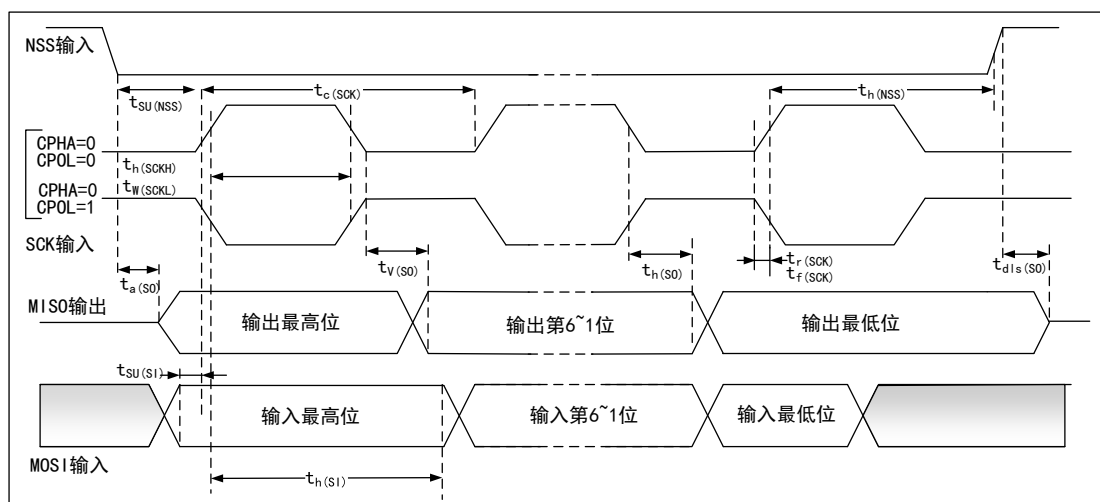 NSS输入
tSU(NSS)
tc(SCK)
th(NSS)
CPHA=0
CPOL=0
th(SCKH)
tW(SCKL)
CPHA=0
CPOL=1
SCK输入
ta(SO)
tV(SO)
th(SO)
tr(SCK)
tf(SCK)
tdls(SO)
MISO输出
输出最高位
输出第6~1位
输出最低位
tSU(SI)
输入最高位
输入第6~1位
输入最低位
MOSI输入
th(SI)